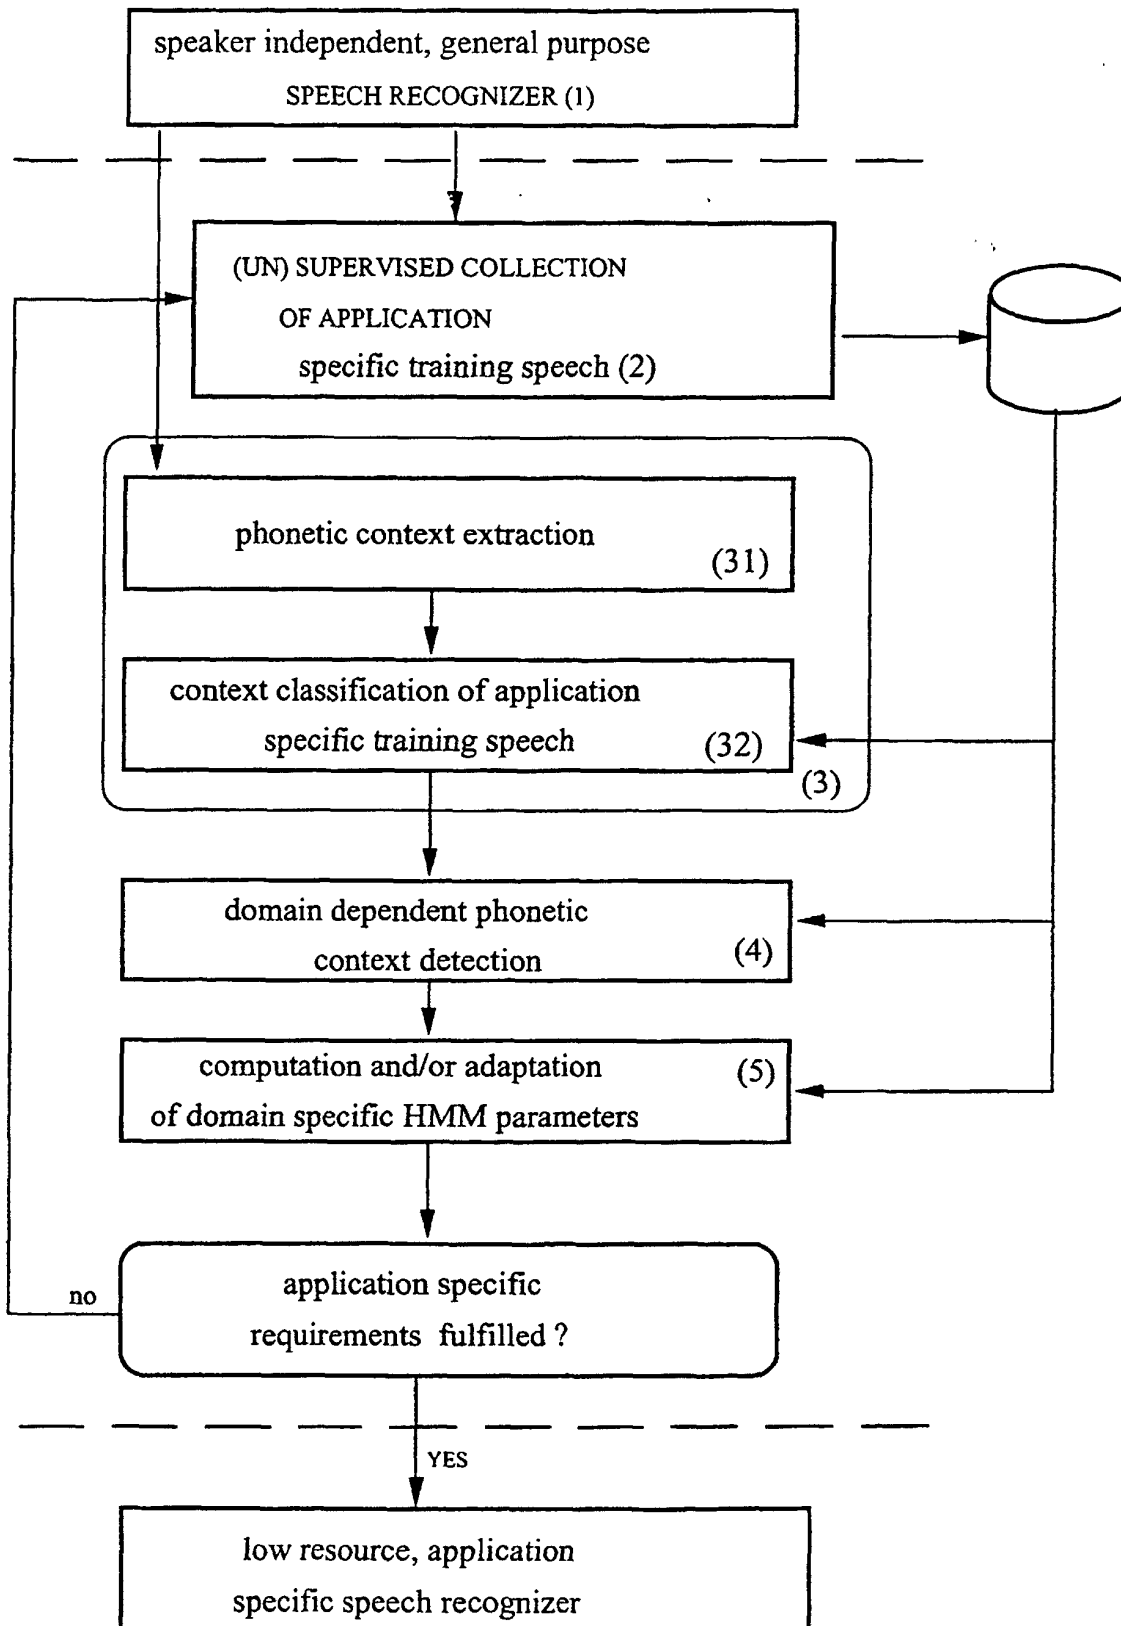 speaker independent, general purpose
SPEECH RECOGNIZER (1)
(UN) SUPERVISED COLLECTION
OF APPLICATION
specific training speech (2)
phonetic context extraction
(31)
context classification of application
specific training speech
(32)
(3)
domain dependent phonetic
context detection
(4)
computation and/or adaptation
(5)
of domain specific HMM parameters
application specific
requirements fulfilled ?
no
YES
low resource, application
specific speech recognizer